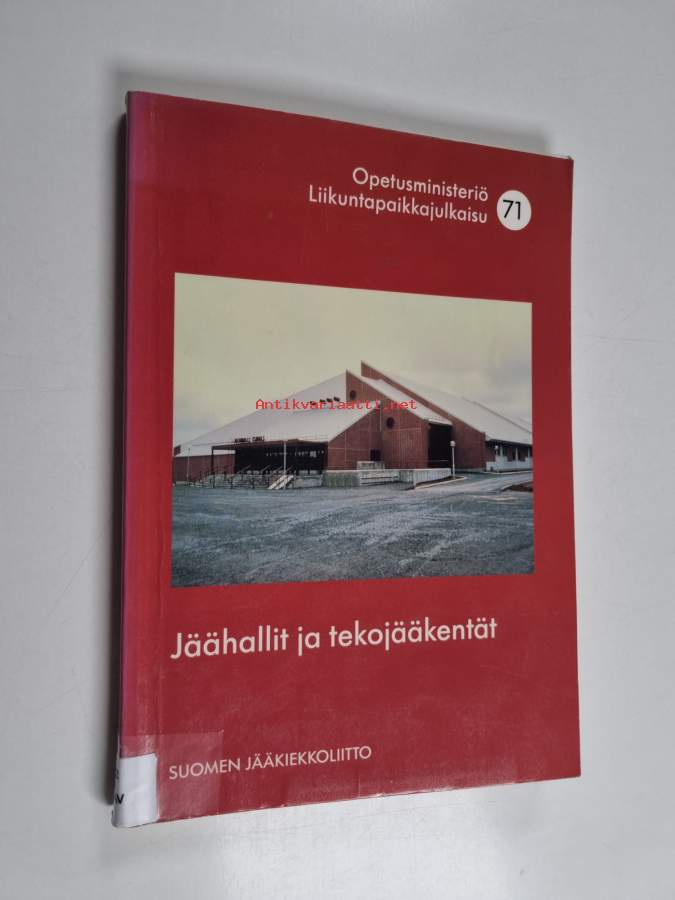 Opetusministeriö
Liikuntapaikkajulkaisu 71
Antikvariaatti.net
Jäähallit ja tekojääkentät
SUOMEN JÄÄKIEKKOLIITTO